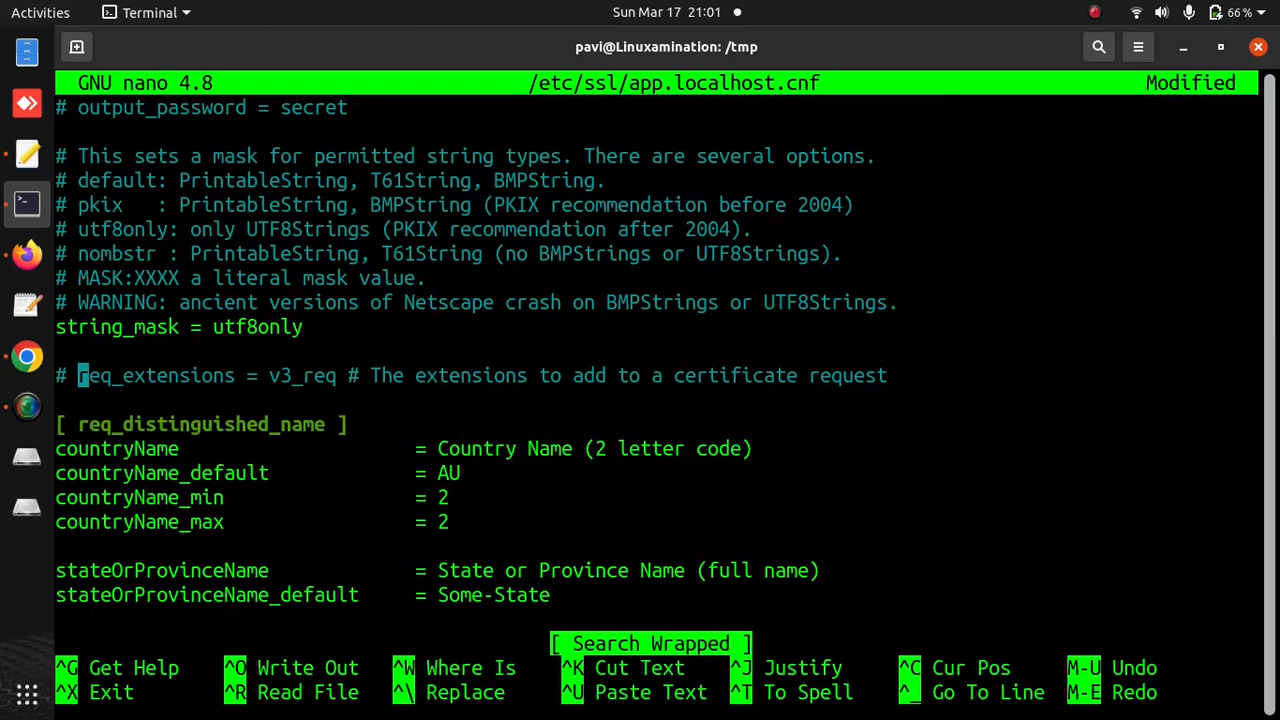 Activities Terminal Sun Mar 17 21:01 66 %
pavi@Linuxamination: /tmp
GNU nano 4.8 /etc/ssl/app.localhost.cnf Modified
# output_password = secret
# This sets a mask for permitted string types. There are several options.
# default: PrintableString, T61String, BMPString.
# pkix : PrintableString, BMPString (PKIX recommendation before 2004)
# utf8only: only UTF8Strings (PKIX recommendation after 2004).
# nombstr : PrintableString, T61String (no BMPStrings or UTF8Strings).
# MASK:XXXX a literal mask value.
# WARNING: ancient versions of Netscape crash on BMPStrings or UTF8Strings.
string_mask = utf8only
# req_extensions = v3_req # The extensions to add to a certificate request
[ req_distinguished_name ]
countryName = Country Name (2 letter code)
countryName_default = AU
countryName_min = 2
countryName_max = 2
stateOrProvinceName = State or Province Name (full name)
stateOrProvinceName_default = Some-State
[ Search Wrapped ]
^G Get Help ^O Write Out ^W Where Is ^K Cut Text ^J Justify ^C Cur Pos M-U Undo
^X Exit ^R Read File ^\ Replace ^U Paste Text ^T To Spell ^_ Go To Line M-E Redo